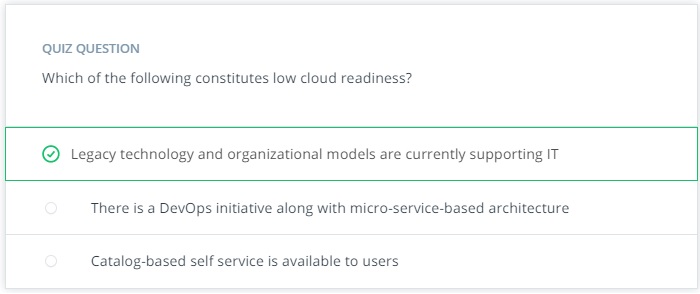 QUIZ QUESTION
Which of the following constitutes low cloud readiness?
Legacy technology and organizational models are currently supporting IT
There is a DevOps initiative along with micro-service-based architecture
Catalog-based self service is available to users